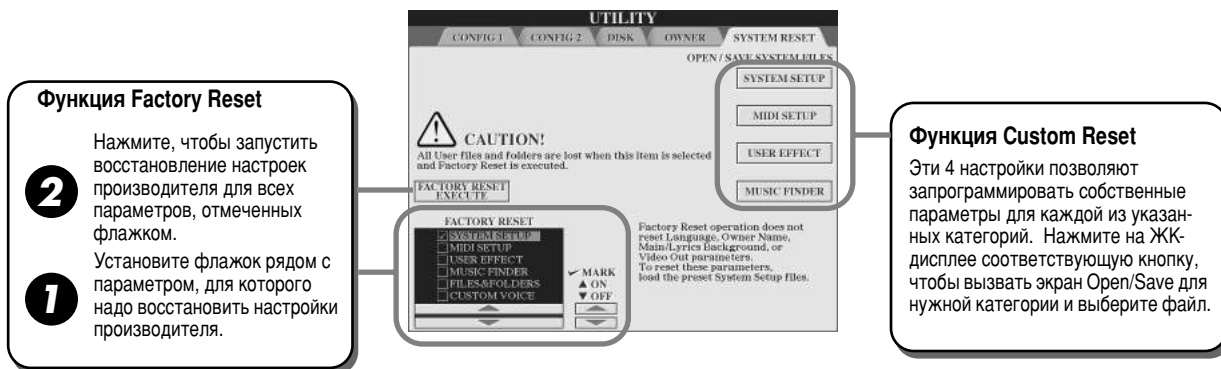 UTILITY
CONFIG 1 CONFIG 2 DISK OWNER SYSTEM RESET
OPEN / SAVE SYSTEM FILES
SYSTEM SETUP
MIDI SETUP
USER EFFECT
MUSIC FINDER
CAUTION!
All User files and folders are lost when this item is selected
and Factory Reset is executed.
FACTORY RESET
EXECUTE
FACTORY RESET
SYSTEM SETUP
MIDI SETUP
USER EFFECT
MUSIC FINDER
FILES&FOLDERS
CUSTOM VOICE
MARK
▲ ON
▼ OFF
Factory Reset operation does not
reset Language, Owner Name,
Main/Lyrics Background, or
Video Out parameters.
To reset these parameters,
load the preset System Setup files.
Функция Factory Reset
2
Нажмите, чтобы запустить
восстановление настроек
производителя для всех
параметров, отмеченных
флажком.
1
Установите флажок рядом с
параметром, для которого
надо восстановить настройки
производителя.
Функция Custom Reset
Эти 4 настройки позволяют
запрограммировать собственные
параметры для каждой из указан-
ных категорий. Нажмите на ЖК-
дисплее соответствующую кнопку,
чтобы вызвать экран Open/Save для
нужной категории и выберите файл.